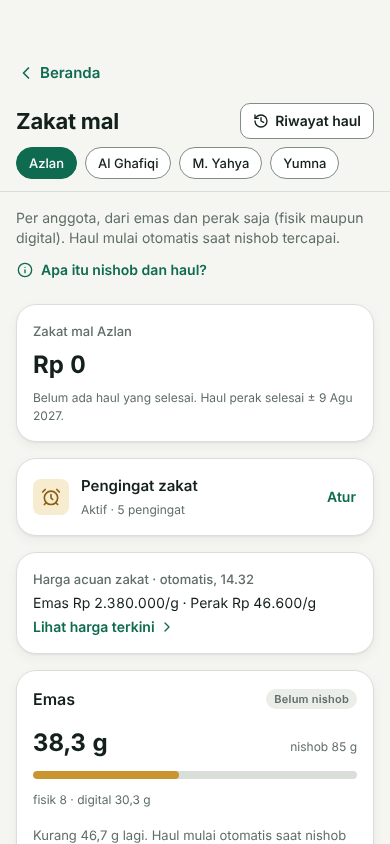 Beranda
Zakat mal
Riwayat haul
Azlan
Al Ghafiqi
M. Yahya
Yumna
Per anggota, dari emas dan perak saja (fisik maupun
digital). Haul mulai otomatis saat nishob tercapai.
Apa itu nishob dan haul?
Zakat mal Azlan
Rp 0
Belum ada haul yang selesai. Haul perak selesai ± 9 Agu
2027.
Pengingat zakat
Aktif · 5 pengingat
Atur
Harga acuan zakat · otomatis, 14.32
Emas Rp 2.380.000/g · Perak Rp 46.600/g
Lihat harga terkini
Emas
Belum nishob
38,3 g
nishob 85 g
fisik 8 · digital 30,3 g
Kurang 46,7 g lagi. Haul mulai otomatis saat nishob